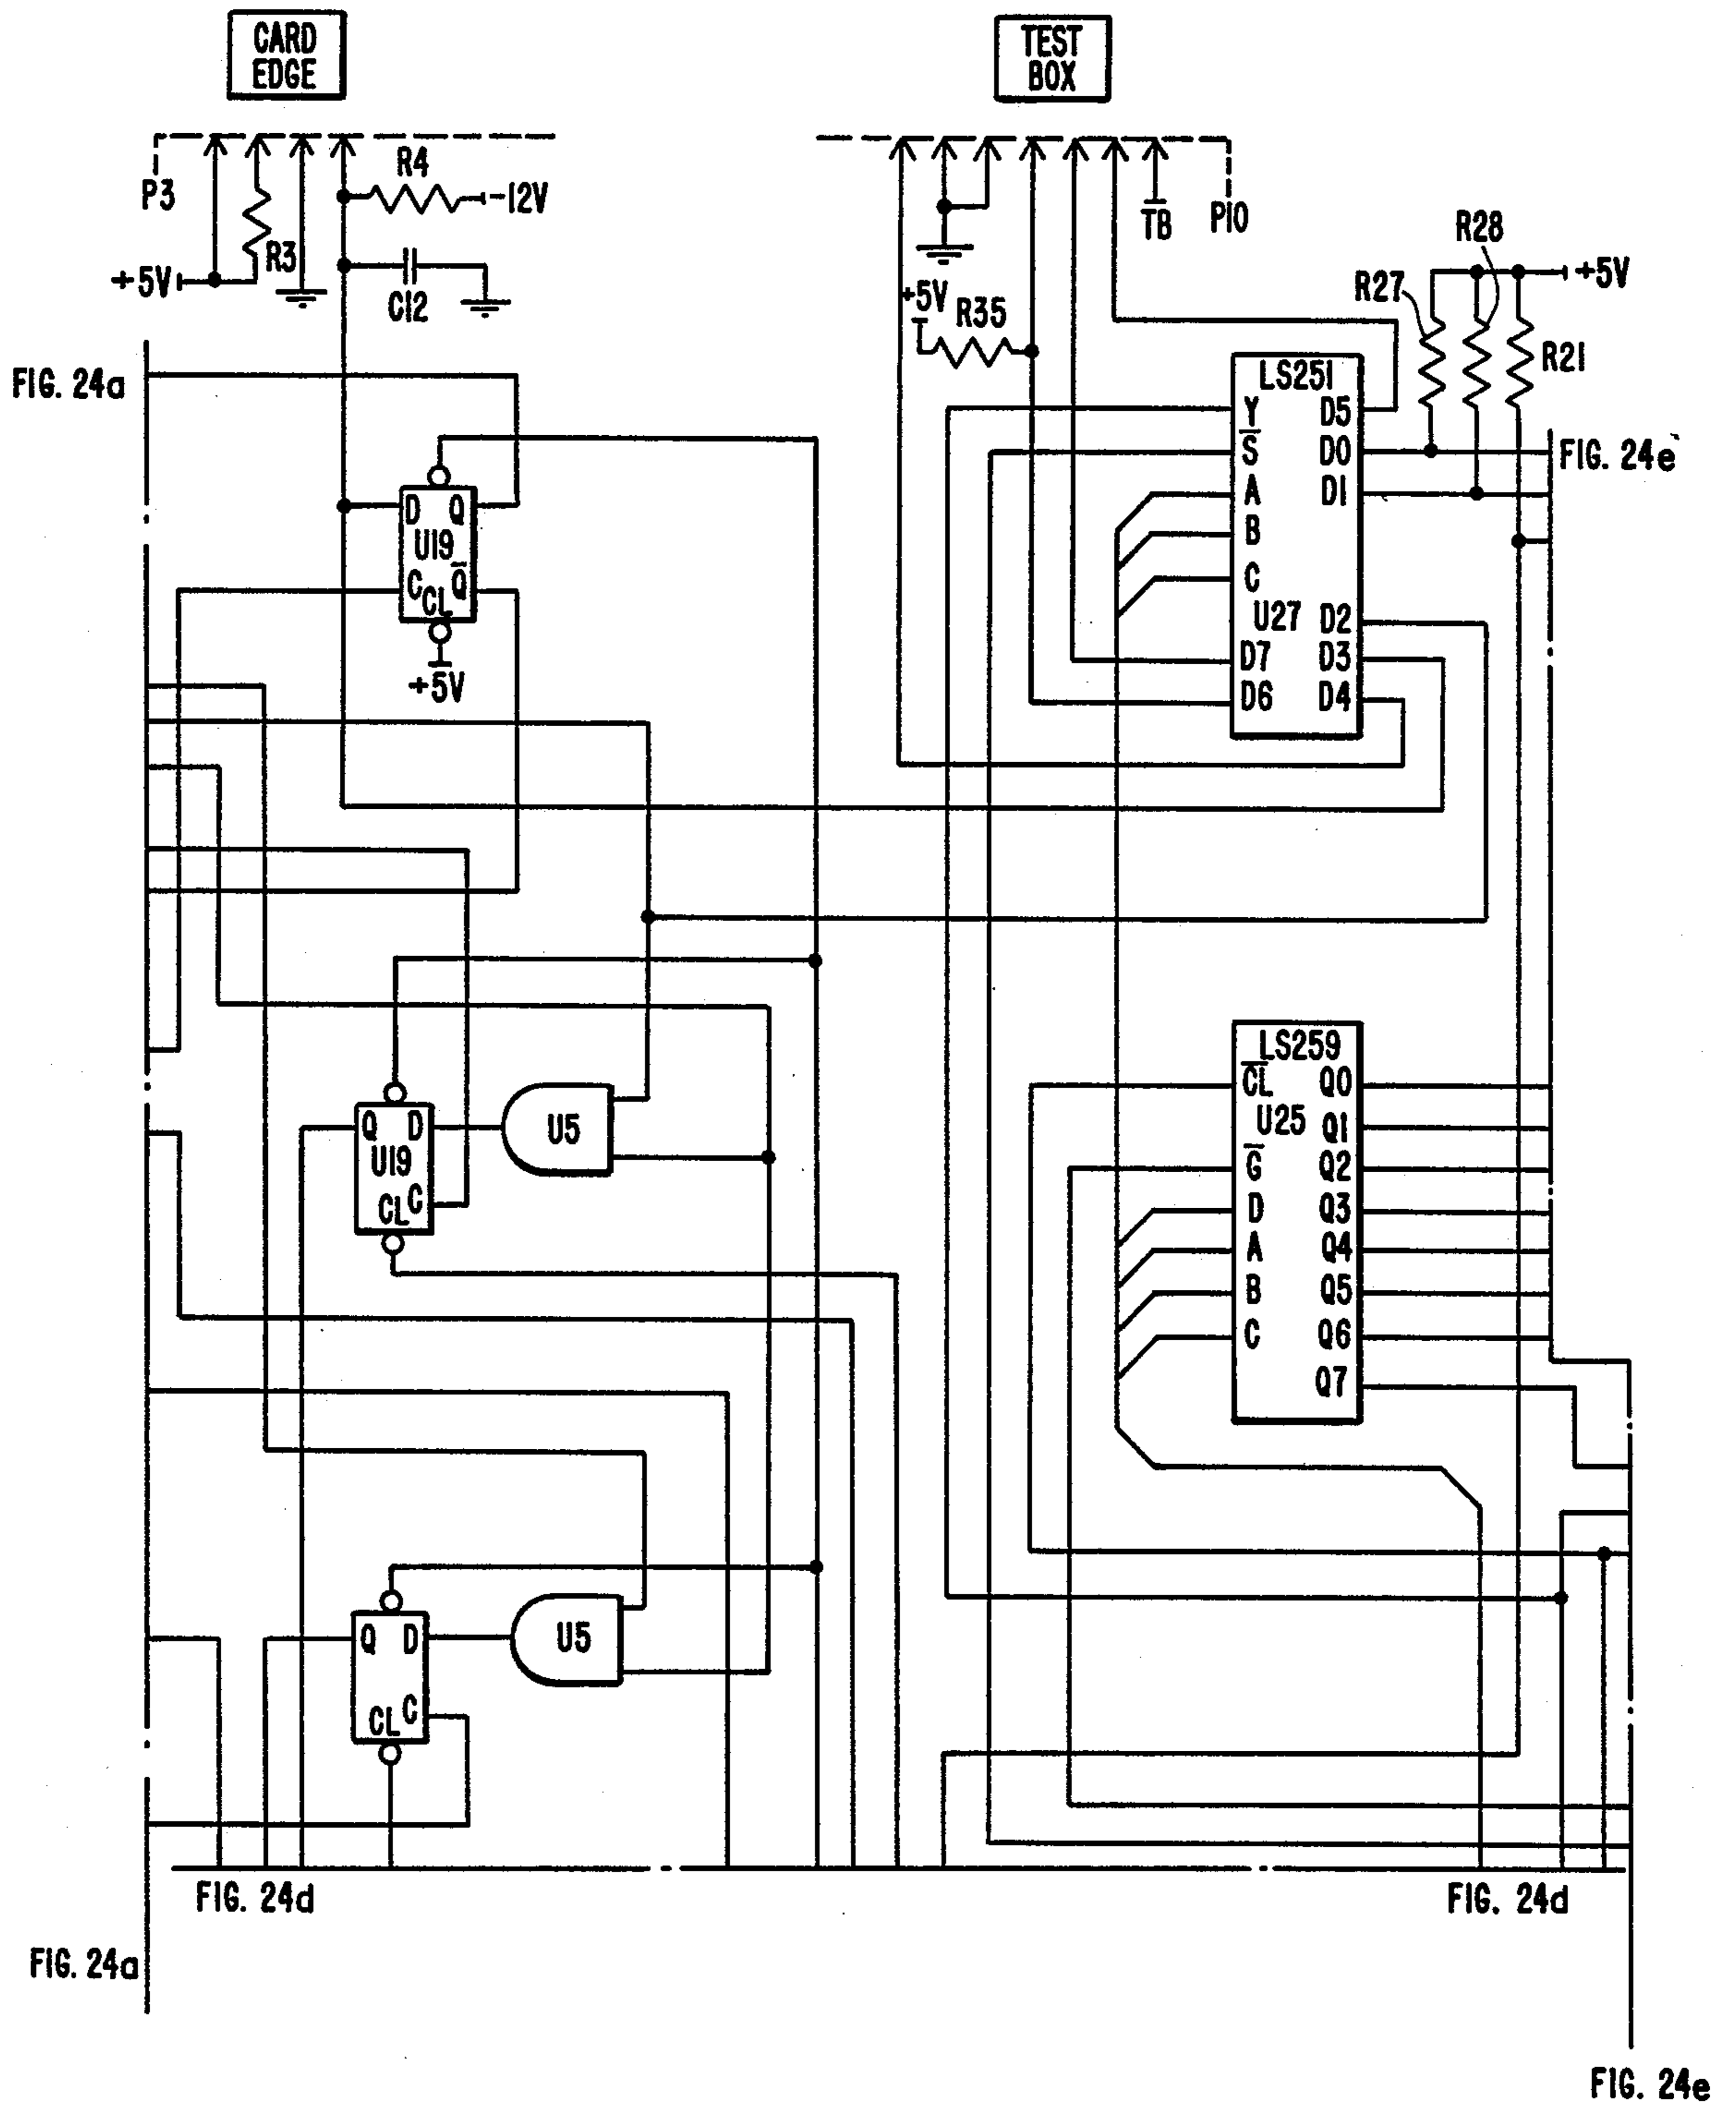 CARD
EDGE
TEST
BOX
P3
R4
-12V
R3
+5V
C12
TB
P10
R28
R27
+5V
R21
+5V
R35
FIG. 24a
LS251
Y
D5
S
D0
FIG. 24e
A
D1
B
C
U27
D2
D7
D3
D6
D4
D
Q
U19
C
CL
Q
+5V
LS259
CL
Q0
U25
Q1
G
Q2
D
Q3
A
Q4
B
Q5
C
Q6
Q7
Q
D
U19
CL
C
U5
Q
D
CL
C
U5
FIG. 24d
FIG. 24d
FIG. 24a
FIG. 24e